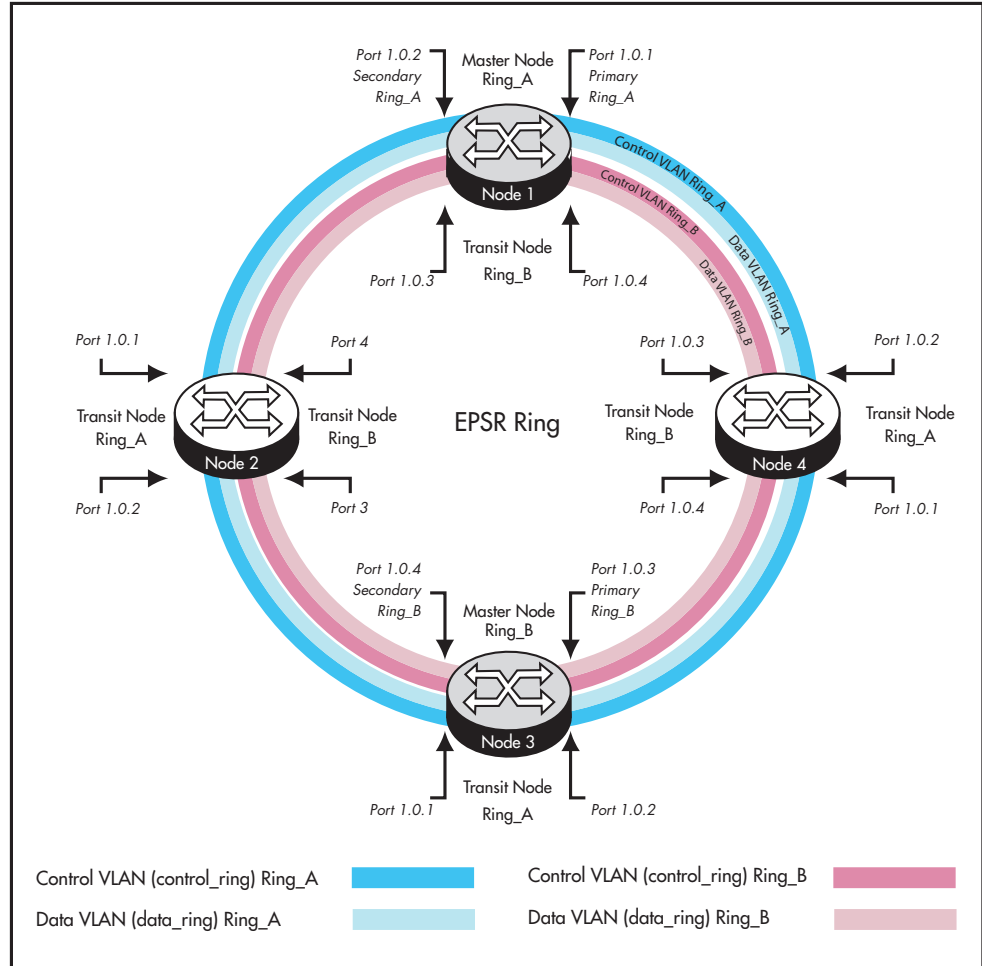 Port 1.0.2
Secondary
Ring_A
Master Node
Ring_A
Port 1.0.1
Primary
Ring_A
Control VLAN Ring_A
Control VLAN Ring_B
Data VLAN Ring_A
Data VLAN Ring_B
Node 1
Port 1.0.3
Transit Node
Ring_B
Port 1.0.4
Port 1.0.1
Port 4
Port 1.0.3
Port 1.0.2
Transit Node
Ring_A
Transit Node
Ring_B
EPSR Ring
Transit Node
Ring_B
Transit Node
Ring_A
Node 2
Node 4
Port 1.0.2
Port 3
Port 1.0.4
Port 1.0.1
Port 1.0.4
Secondary
Ring_B
Master Node
Ring_B
Port 1.0.3
Primary
Ring_B
Node 3
Port 1.0.1
Transit Node
Ring_A
Port 1.0.2
Control VLAN (control_ring) Ring_A
Control VLAN (control_ring) Ring_B
Data VLAN (data_ring) Ring_A
Data VLAN (data_ring) Ring_B